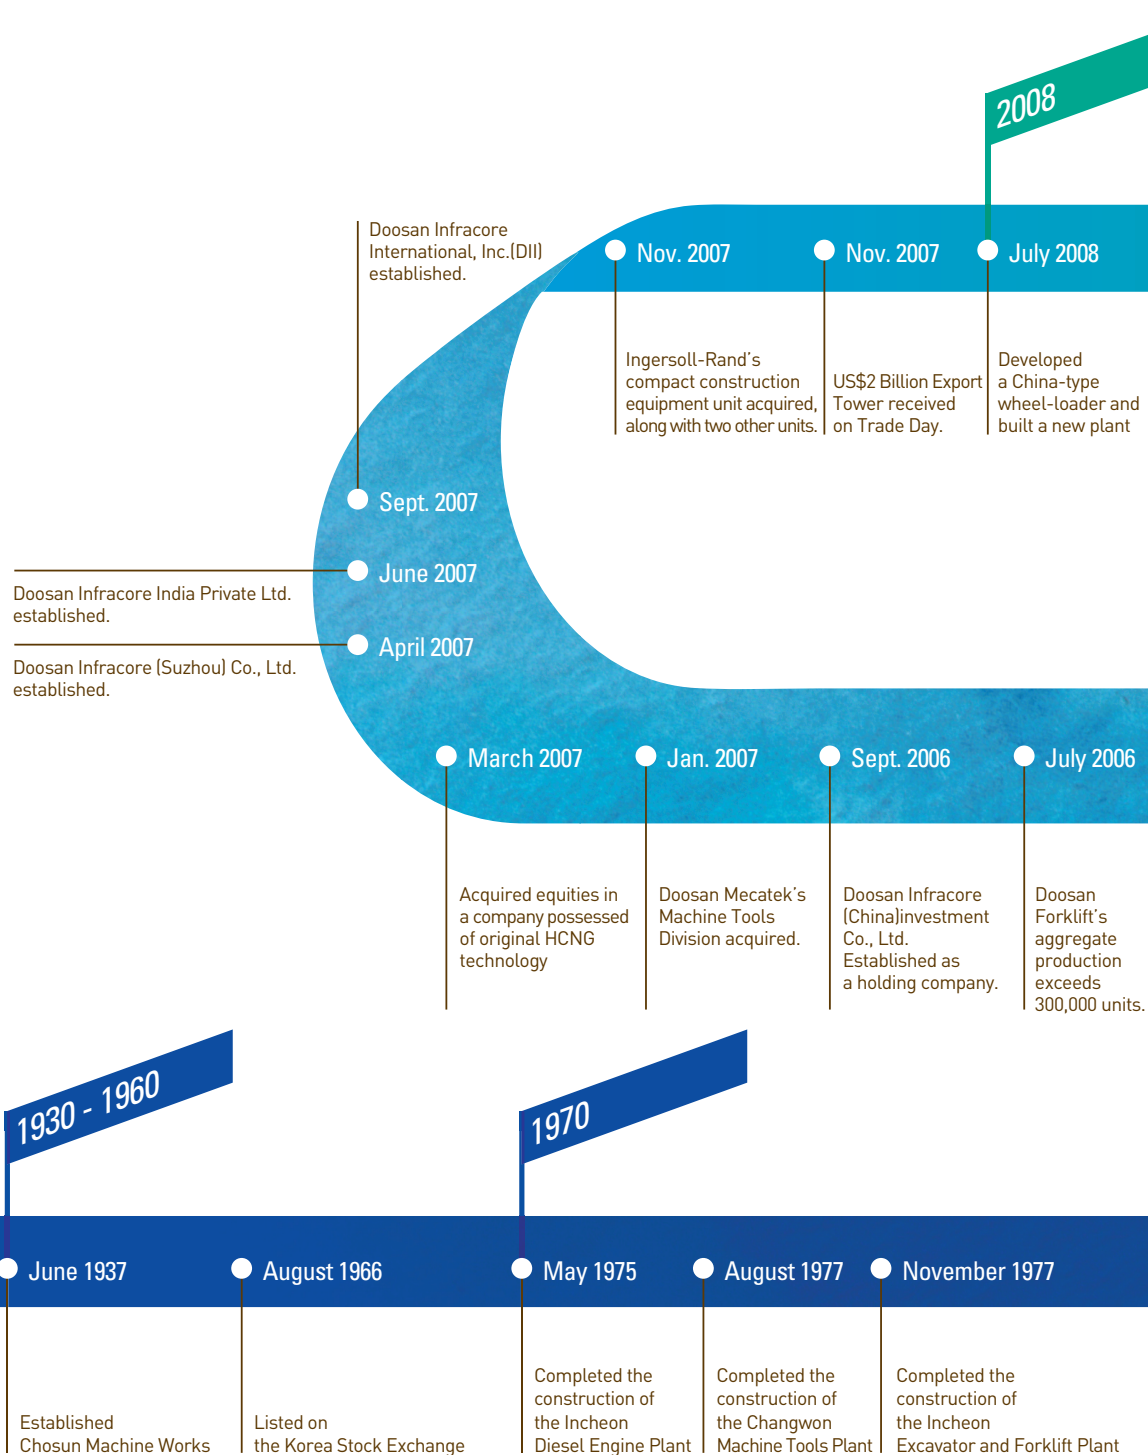 2008
Doosan Infracore
International, Inc.(DII)
established.
Nov. 2007
Nov. 2007
July 2008
Ingersoll-Rand's
compact construction
equipment unit acquired,
along with two other units.
US$2 Billion Export
Tower received
on Trade Day.
Developed
a China-type
wheel-loader and
built a new plant
Sept. 2007
June 2007
Doosan Infracore India Private Ltd.
established.
April 2007
Doosan Infracore (Suzhou) Co., Ltd.
established.
March 2007
Jan. 2007
Sept. 2006
July 2006
Acquired equities in
a company possessed
of original HCNG
technology
Doosan Mecatek's
Machine Tools
Division acquired.
Doosan Infracore
(China)investment
Co., Ltd.
Established as
a holding company.
Doosan
Forklift's
aggregate
production
exceeds
300,000 units.
1930 - 1960
1970
June 1937
August 1966
May 1975
August 1977
November 1977
Established
Chosun Machine Works
Listed on
the Korea Stock Exchange
Completed the
construction of
the Incheon
Diesel Engine Plant
Completed the
construction of
the Changwon
Machine Tools Plant
Completed the
construction of
the Incheon
Excavator and Forklift Plant